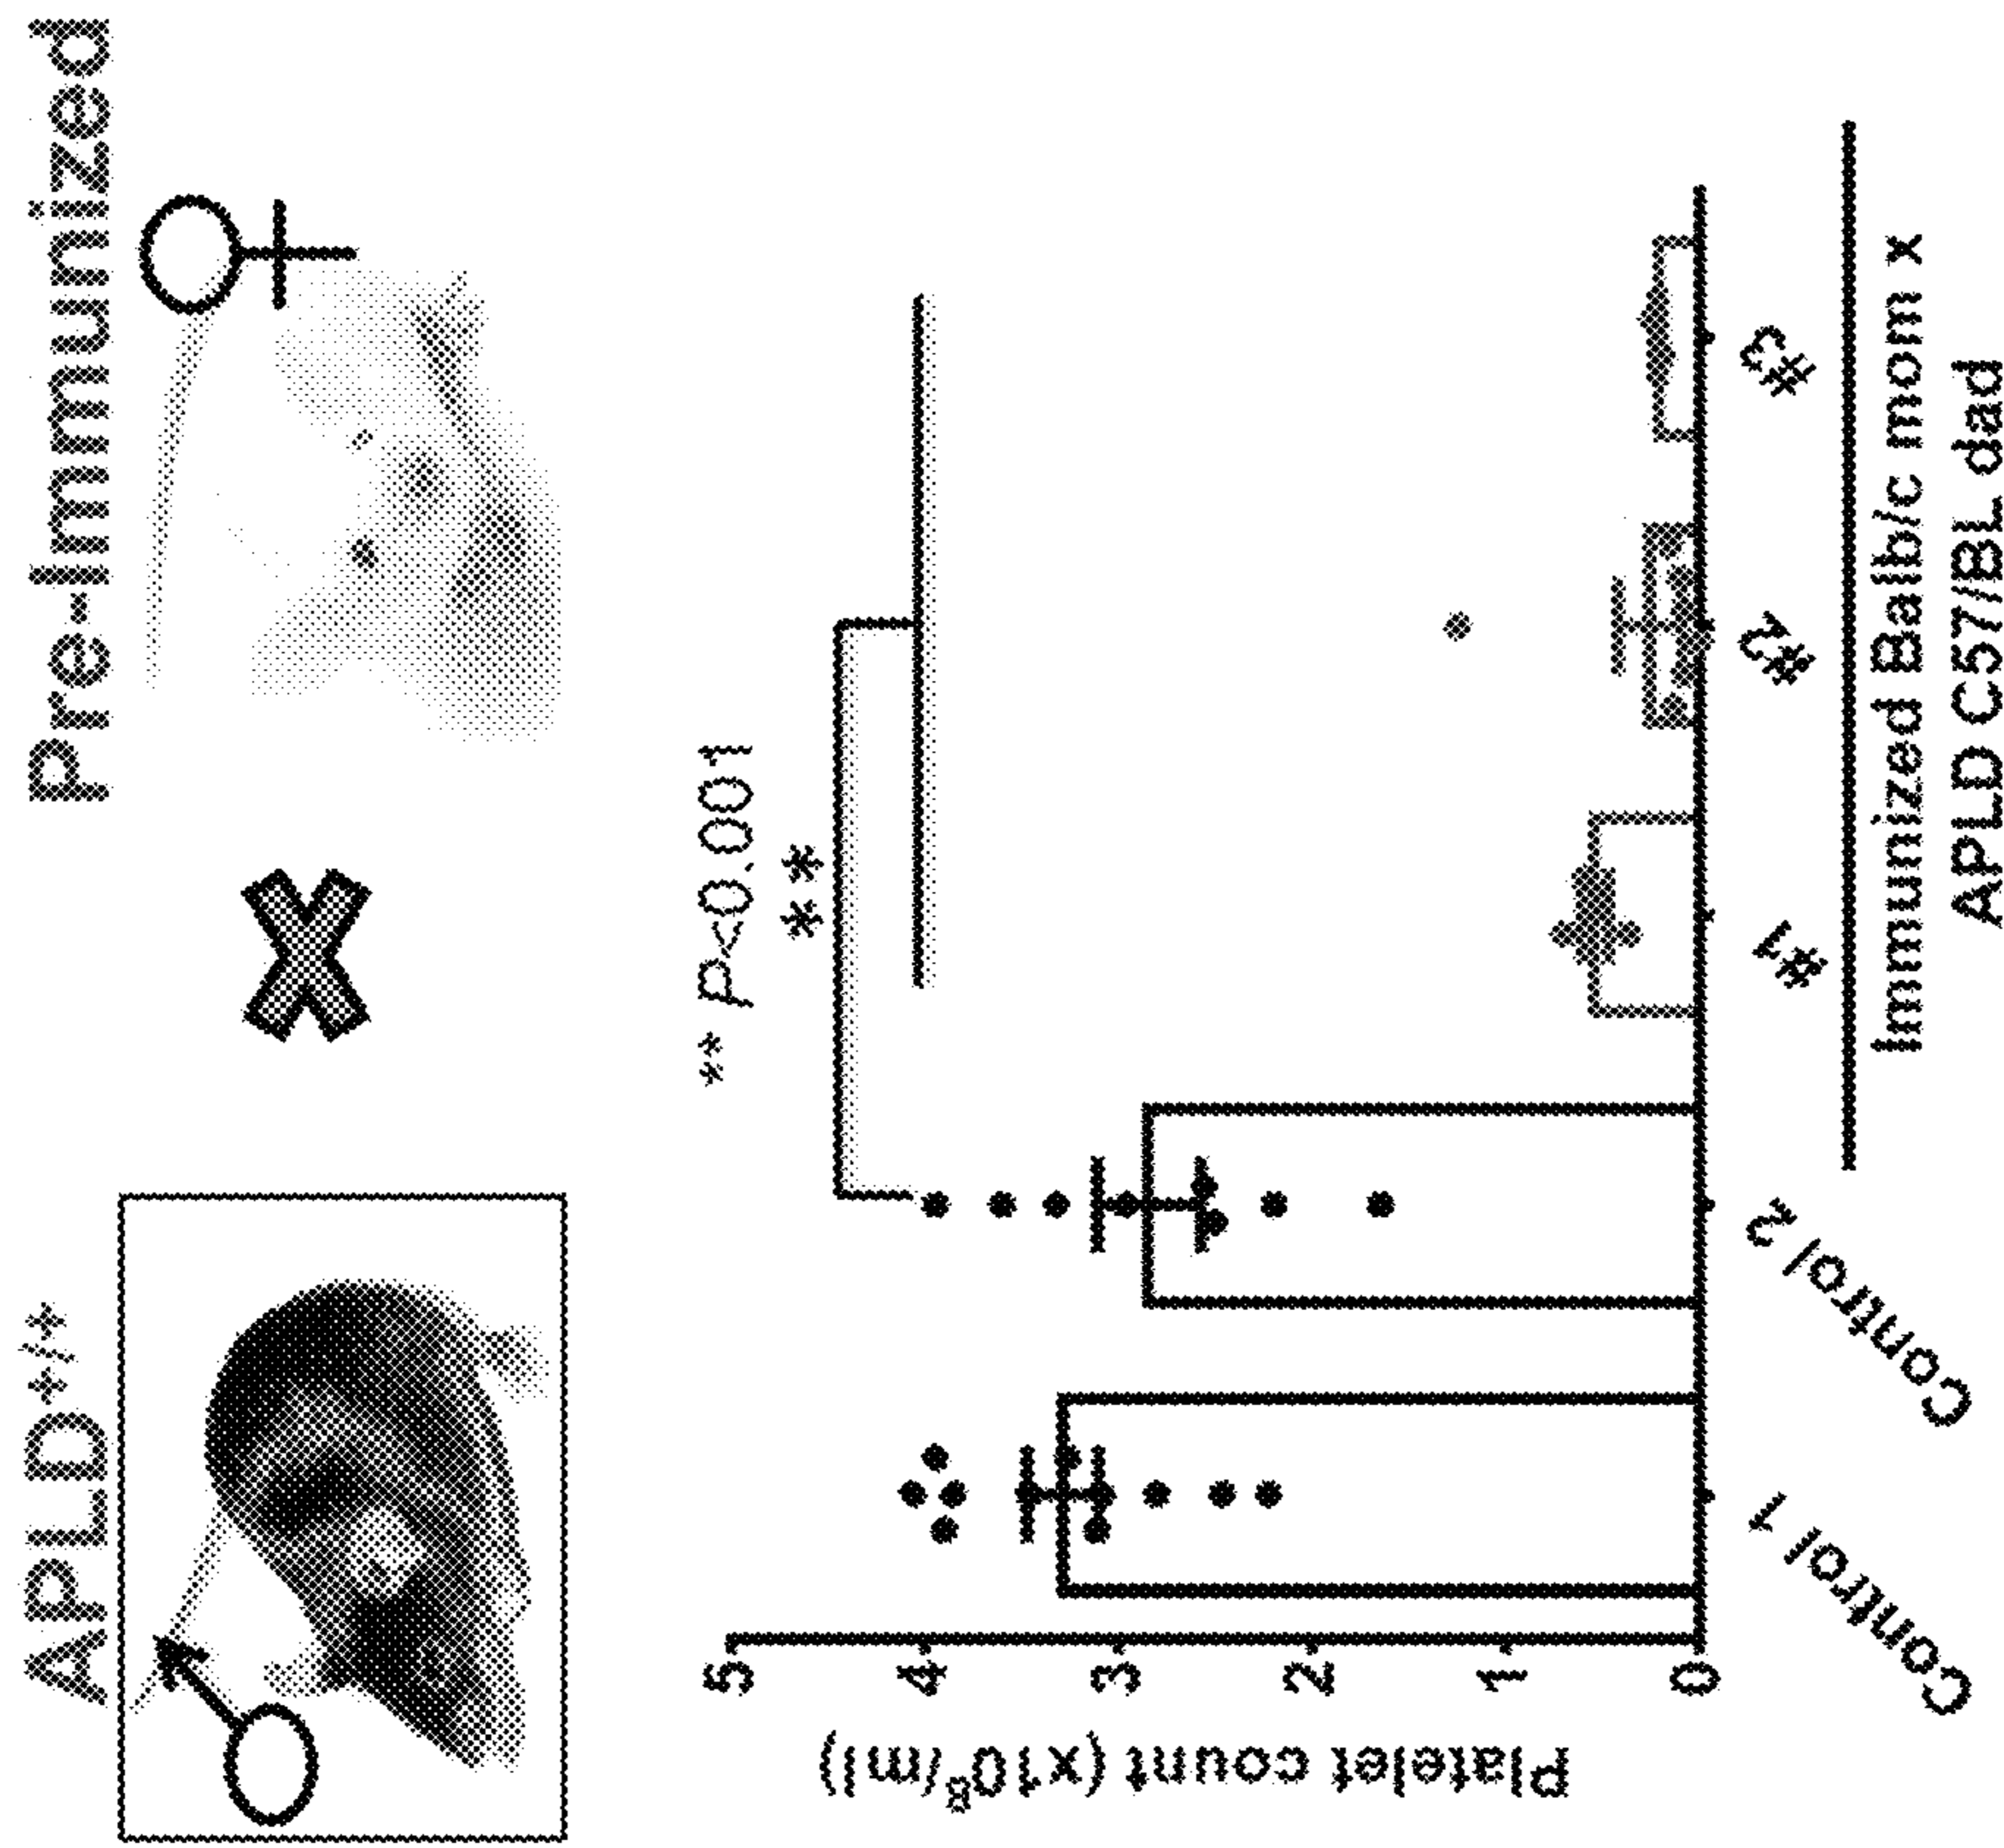 APLD+/+
Pre-Immunized
** P<0.001
**
Platelet count (x10⁸/ml)
5
4
3
2
1
0
Control 1
Control 2
#1
#2
#3
Immunized Balb/c mom x
APLD C57/BL dad